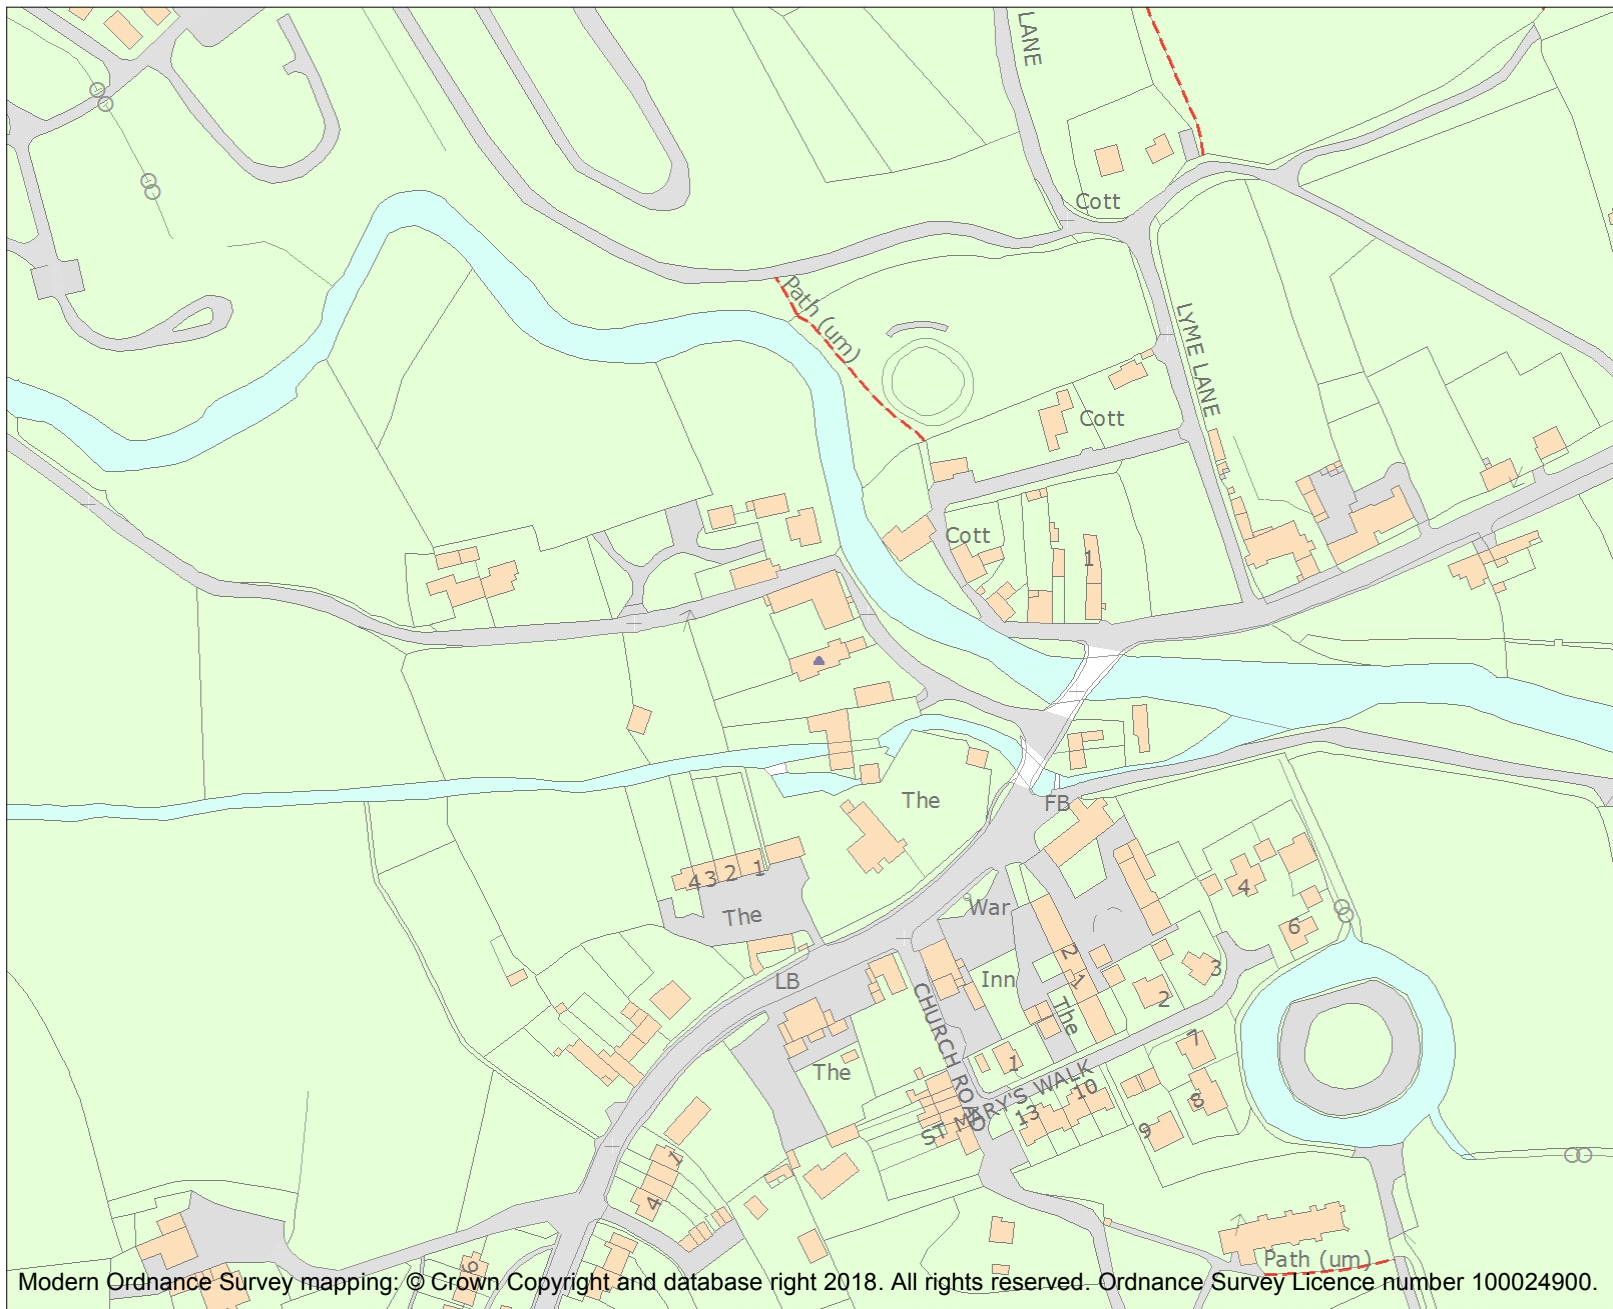 LANE
Cott
Path (um)
LYME LANE
Cott
Cott
1
The
FB
4 3 2 1
The
War
4
6
2
1
Inn
LB
3
2
The
CHURCH ROAD
7
The
1
ST MARY'S WALK
10
13
8
9
1
4
Path (um)
6
Modern Ordnance Survey mapping: © Crown Copyright and database right 2018. All rights reserved. Ordnance Survey Licence number 100024900.